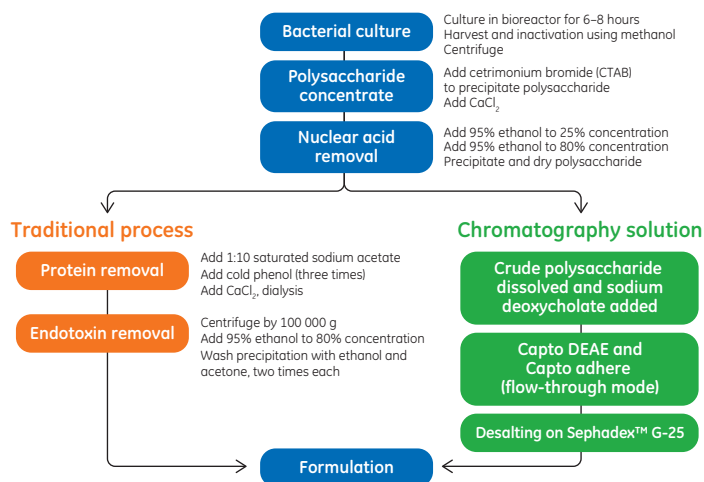 Bacterial culture
Culture in bioreactor for 6–8 hours
Harvest and inactivation using methanol
Centrifuge
Polysaccharide
concentrate
Add cetrimonium bromide (CTAB)
to precipitate polysaccharide
Add CaCl₂
Nuclear acid
removal
Add 95% ethanol to 25% concentration
Add 95% ethanol to 80% concentration
Precipitate and dry polysaccharide
Traditional process
Protein removal
Add 1:10 saturated sodium acetate
Add cold phenol (three times)
Add CaCl₂, dialysis
Endotoxin removal
Centrifuge by 100 000 g
Add 95% ethanol to 80% concentration
Wash precipitation with ethanol and
acetone, two times each
Chromatography solution
Crude polysaccharide
dissolved and sodium
deoxycholate added
Capto DEAE and
Capto adhere
(flow-through mode)
Desalting on Sephadex™ G-25
Formulation